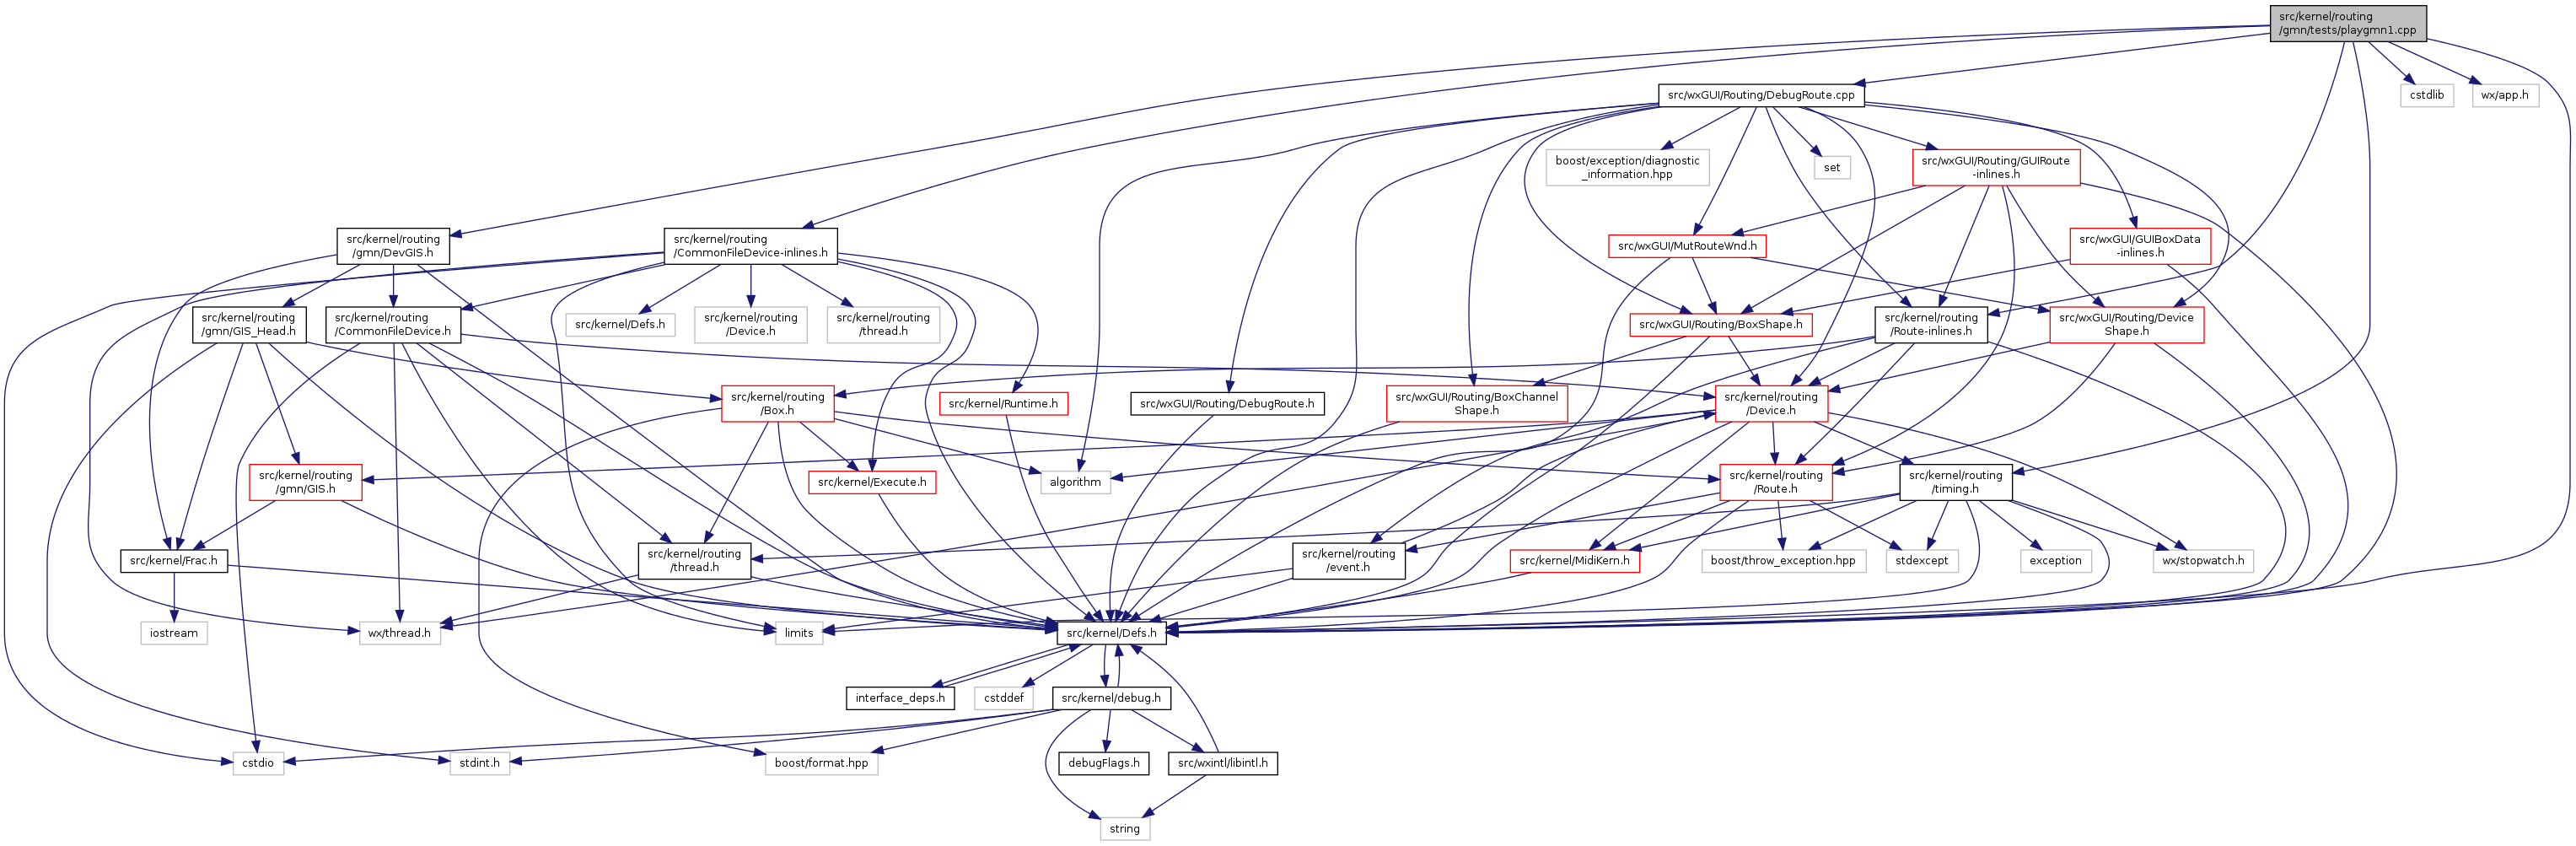 src/kernel/routing
/gmn/tests/playgmn1.cpp
src/wxGUI/Routing/DebugRoute.cpp
cstdlib
wx/app.h
boost/exception/diagnostic
_information.hpp
set
src/wxGUI/Routing/GUIRoute
-inlines.h
src/kernel/routing
/gmn/DevGIS.h
src/kernel/routing
/CommonFileDevice-inlines.h
src/wxGUI/MutRouteWnd.h
src/wxGUI/GUIBoxData
-inlines.h
src/kernel/routing
/gmn/GIS_Head.h
src/kernel/routing
/CommonFileDevice.h
src/kernel/Defs.h
src/kernel/routing
/Device.h
src/kernel/routing
/thread.h
src/wxGUI/Routing/BoxShape.h
src/kernel/routing
/Route-inlines.h
src/wxGUI/Routing/Device
Shape.h
src/kernel/routing
/Box.h
src/kernel/Runtime.h
src/wxGUI/Routing/DebugRoute.h
src/wxGUI/Routing/BoxChannel
Shape.h
src/kernel/routing
/Device.h
src/kernel/routing
/gmn/GIS.h
src/kernel/Execute.h
algorithm
src/kernel/routing
/Route.h
src/kernel/routing
/timing.h
src/kernel/Frac.h
src/kernel/routing
/thread.h
src/kernel/routing
/event.h
src/kernel/MidiKern.h
boost/throw_exception.hpp
stdexcept
exception
wx/stopwatch.h
iostream
wx/thread.h
limits
src/kernel/Defs.h
interface_deps.h
cstddef
src/kernel/debug.h
cstdio
stdint.h
boost/format.hpp
debugFlags.h
src/wxintl/libintl.h
string